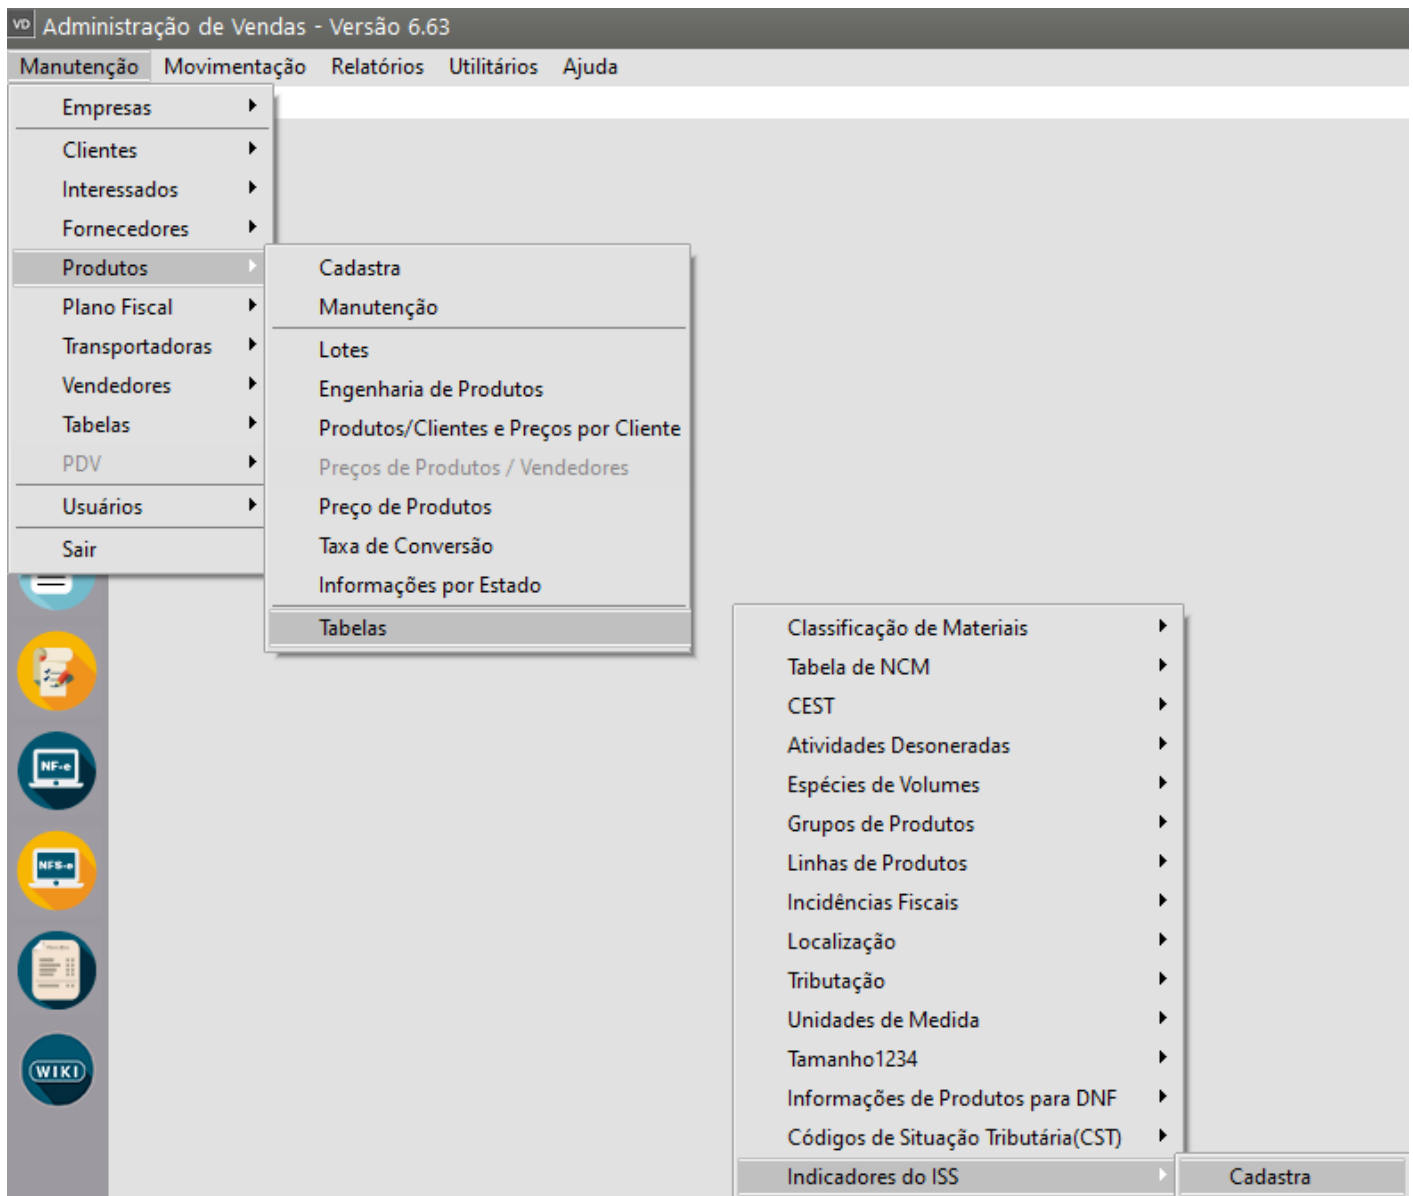 VD Administração de Vendas - Versão 6.63
Manutenção Movimentação Relatórios Utilitários Ajuda
Empresas
Clientes
Interessados
Fornecedores
Produtos
Plano Fiscal
Transportadoras
Vendedores
Tabelas
PDV
Usuários
Sair
Cadastra
Manutenção
Lotes
Engenharia de Produtos
Produtos/Clientes e Preços por Cliente
Preços de Produtos / Vendedores
Preço de Produtos
Taxa de Conversão
Informações por Estado
Tabelas
Classificação de Materiais
Tabela de NCM
CEST
Atividades Desoneradas
Espécies de Volumes
Grupos de Produtos
Linhas de Produtos
Incidências Fiscais
Localização
Tributação
Unidades de Medida
Tamanho1234
Informações de Produtos para DNF
Códigos de Situação Tributária(CST)
Indicadores do ISS
Cadastra
NF-e
NFS-e
WIKI